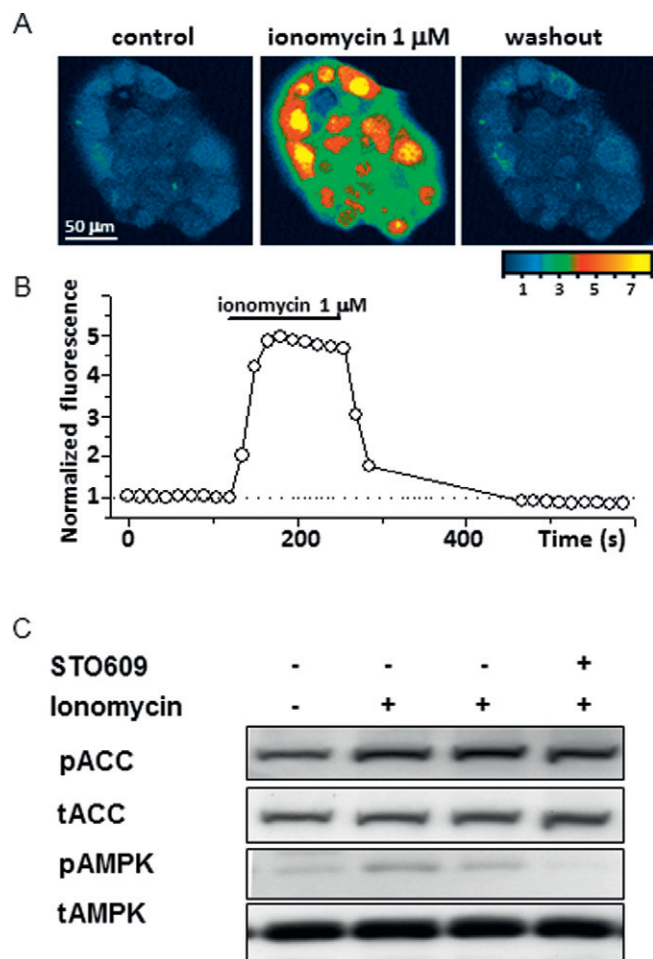 A
control ionomycin 1 µM washout
50 µm
1 3 5 7
B
ionomycin 1 µM
Normalized fluorescence
5
4
3
2
1
0 200 400 Time (s)
C
STO609 - - - +
Ionomycin - + + +
pACC
tACC
pAMPK
tAMPK